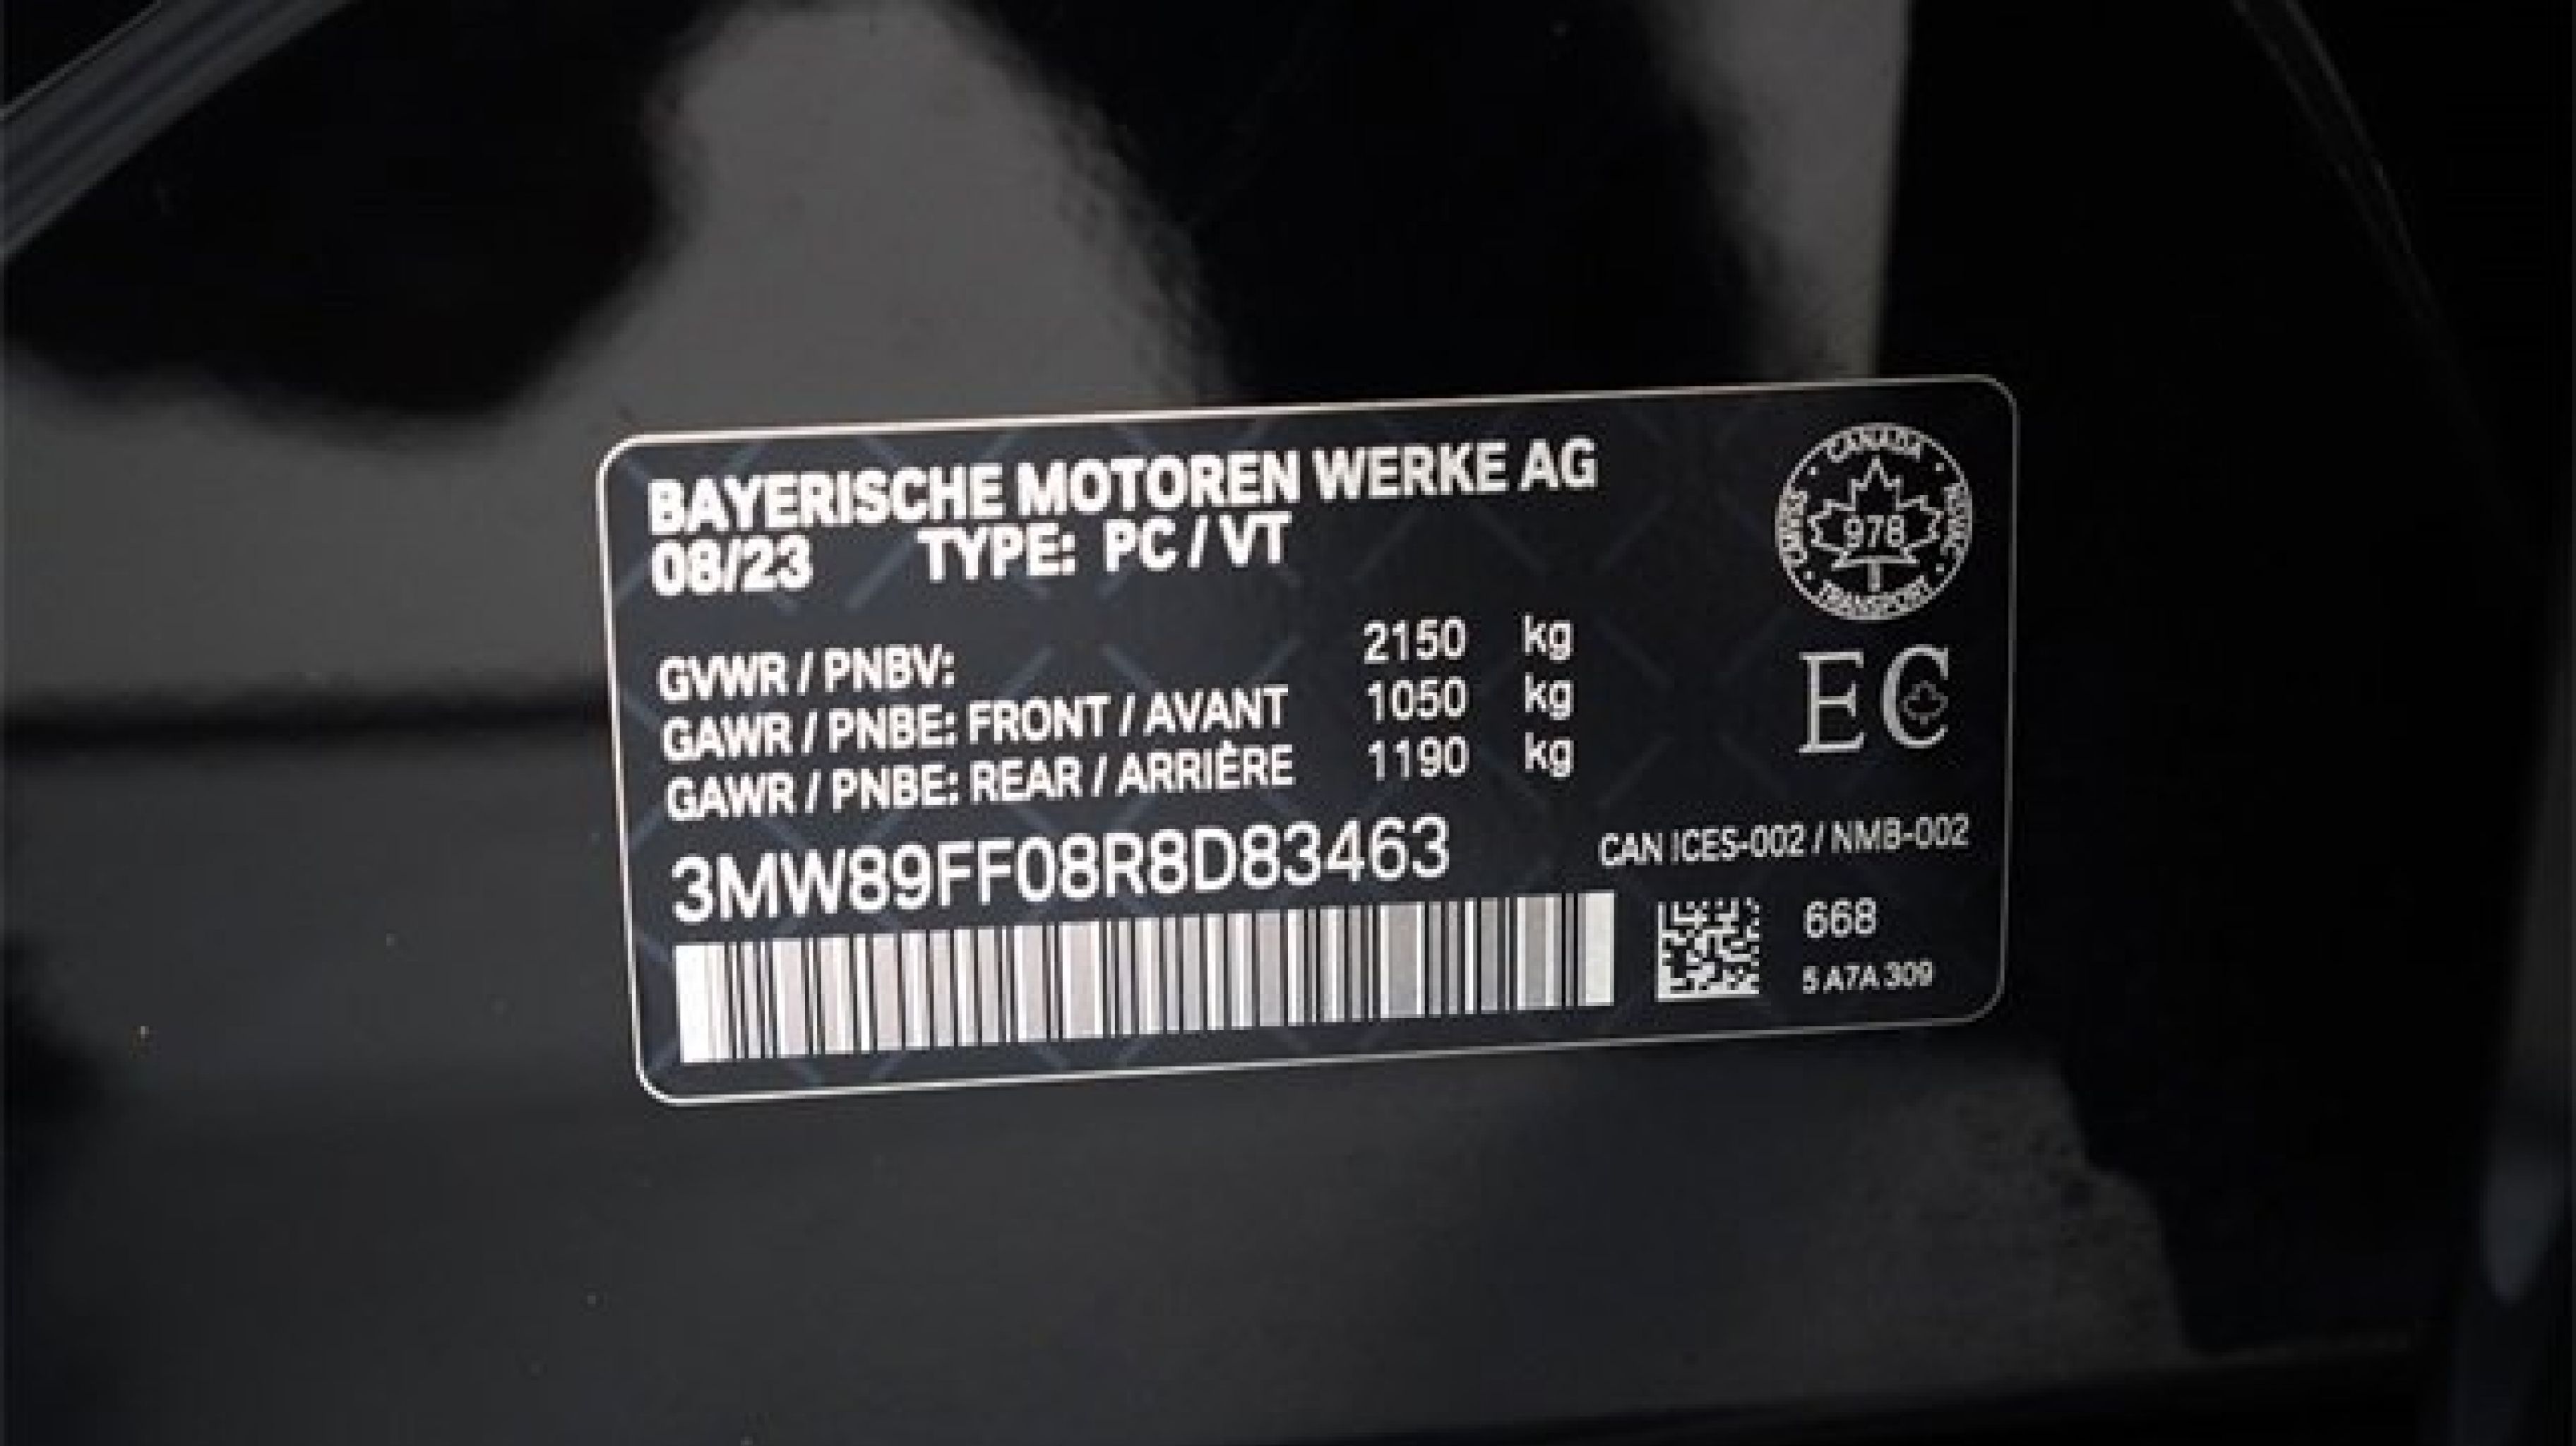 BAYERISCHE MOTOREN WERKE AG
08/23 TYPE: PC / VT
GVWR / PNBV: 2150 kg
GAWR / PNBE: FRONT / AVANT 1050 kg
GAWR / PNBE: REAR / ARRIÈRE 1190 kg
3MW89FF08R8D83463
CANADA
978
TRANSPORT
EC
CAN ICES-002 / NMB-002
668
5 A7A 309